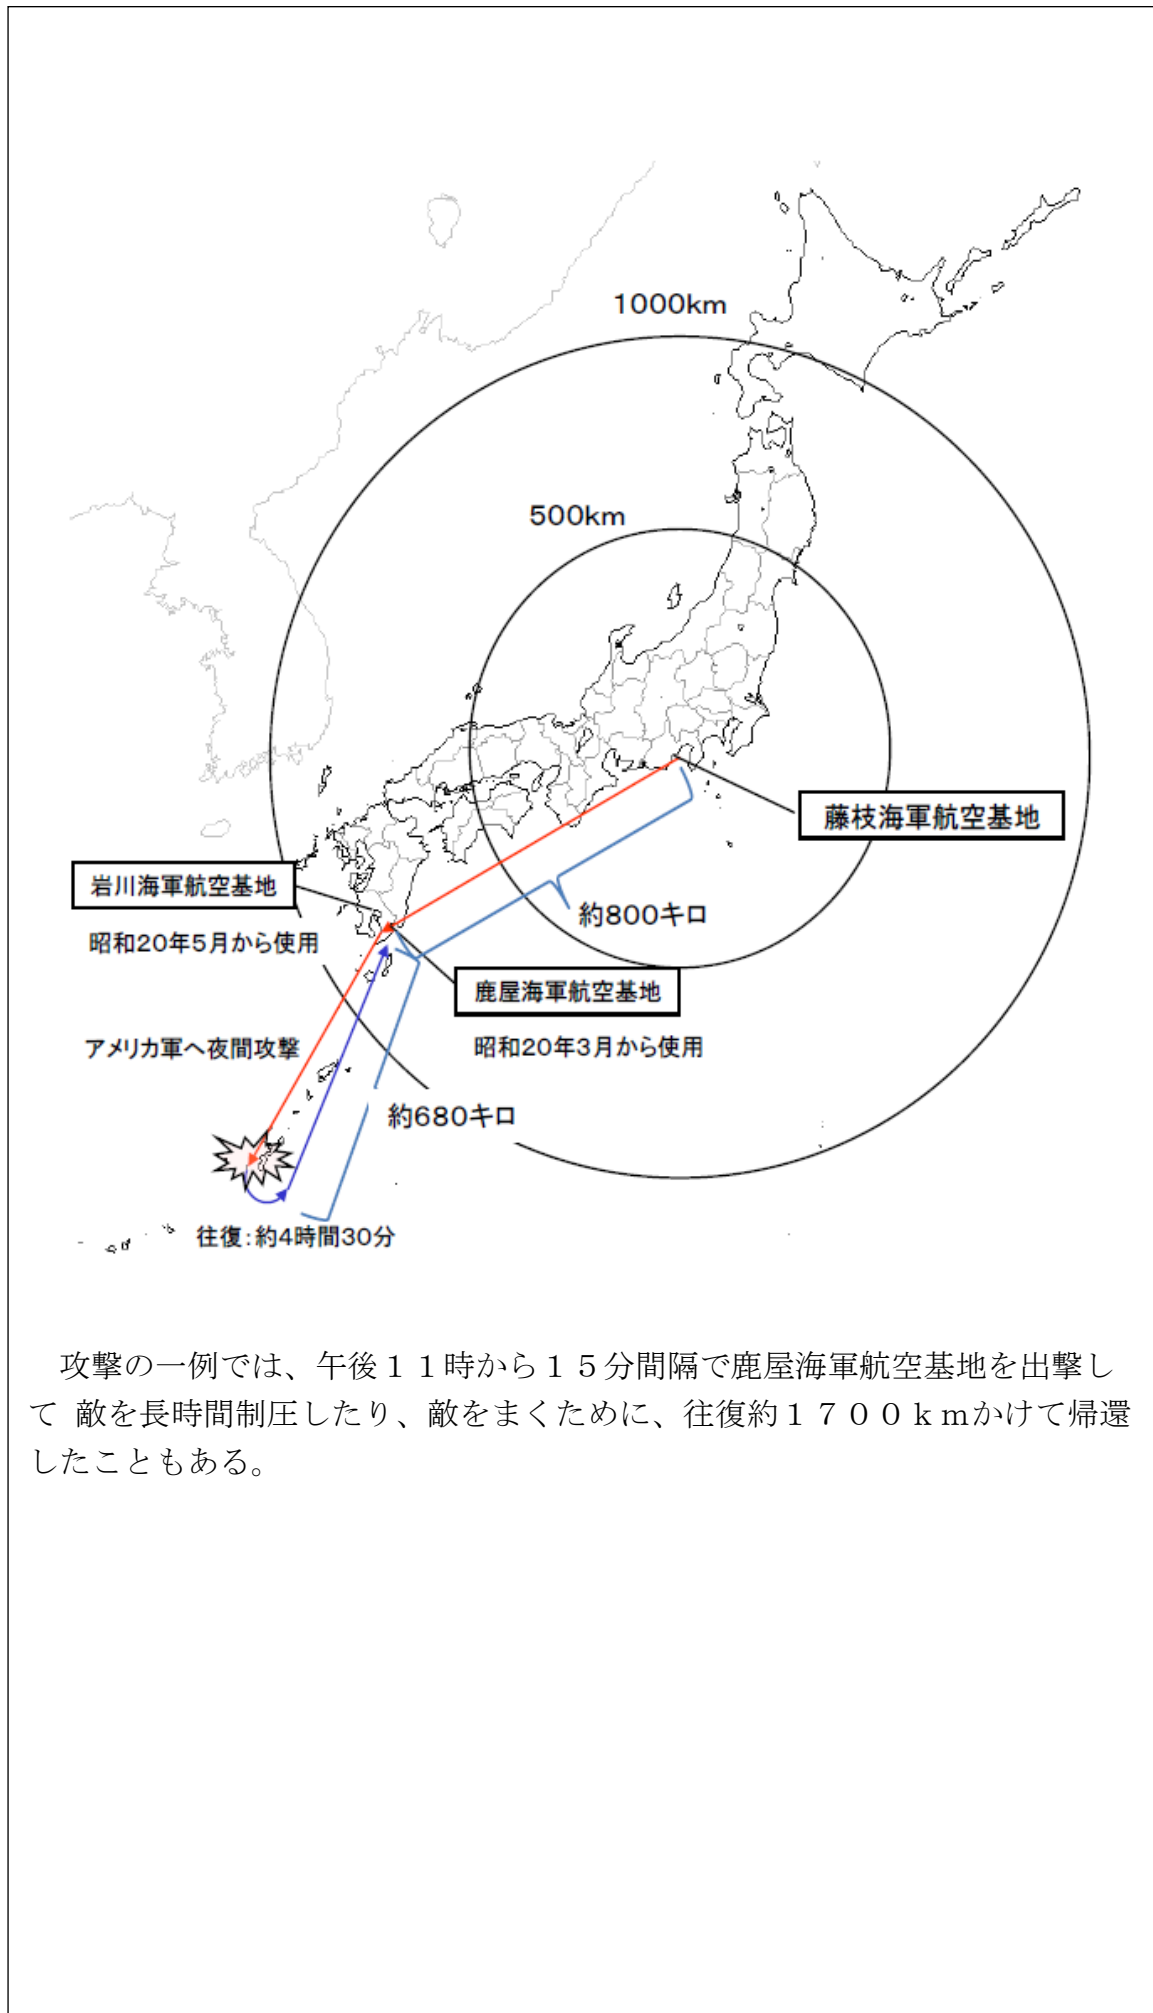 1000km
500km
藤枝海軍航空基地
岩川海軍航空基地
約800キロ
昭和20年5月から使用
鹿屋海軍航空基地
アメリカ軍へ夜間攻撃
昭和20年3月から使用
約680キロ
往復:約4時間30分
攻撃の一例では、午後11時から15分間隔で鹿屋海軍航空基地を出撃し
て 敵を長時間制圧したり、敵をまくために、往復約1700kmかけて帰還
したこともある。